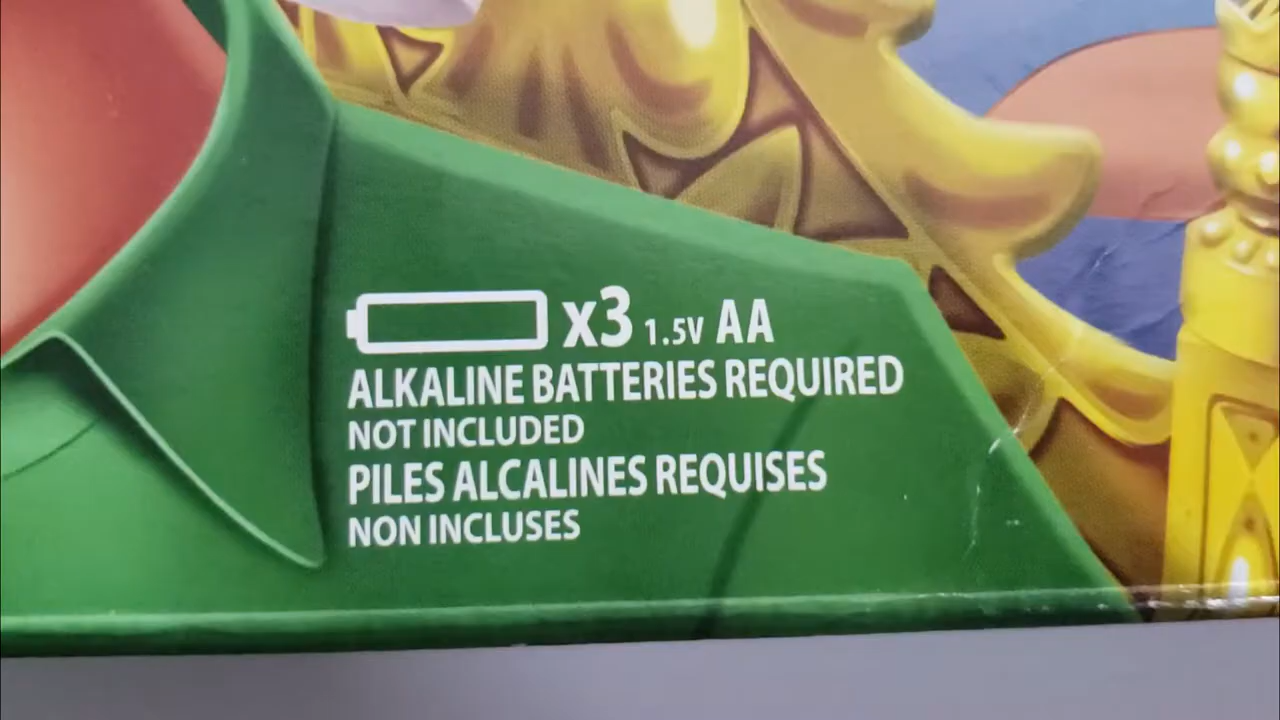 x3 1.5V AA
ALKALINE BATTERIES REQUIRED
NOT INCLUDED
PILES ALCALINES REQUISES
NON INCLUSES